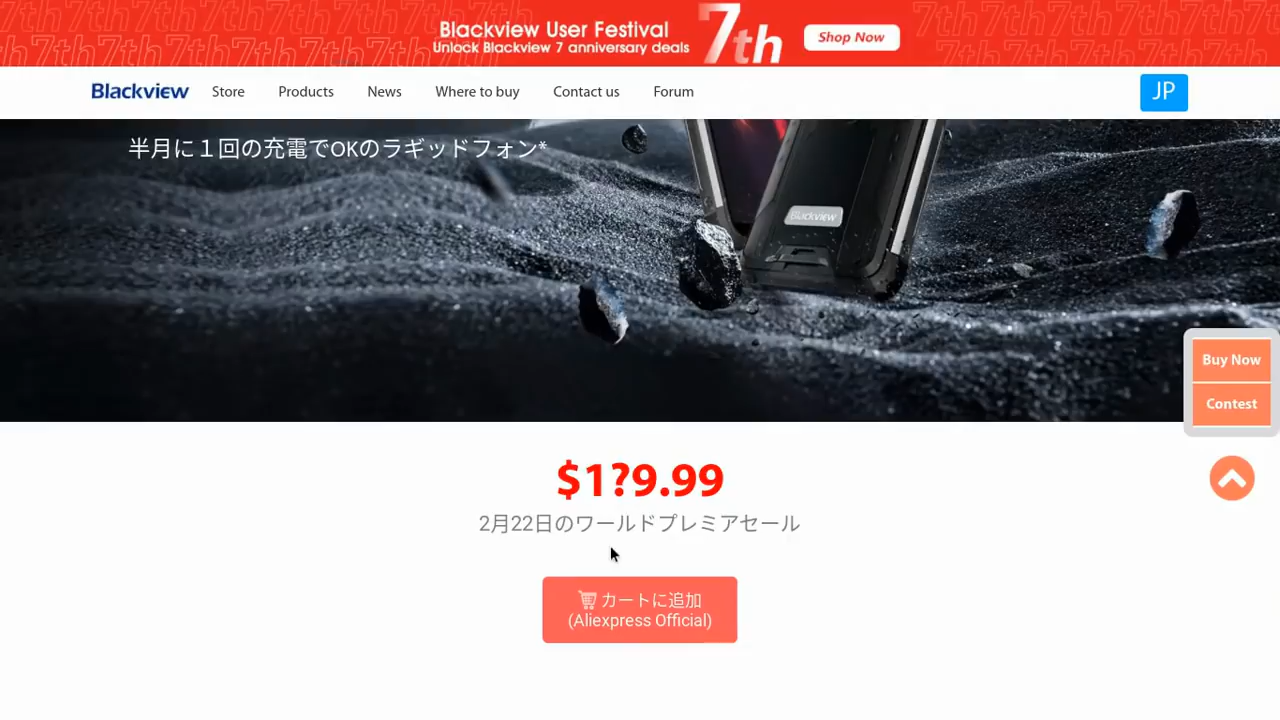 Blackview User Festival
Unlock Blackview 7 anniversary deals
7th
Shop Now
Blackview
Store
Products
News
Where to buy
Contact us
Forum
JP
半月に１回の充電でOKのラギッドフォン*
Blackview
Buy Now
Contest
$1?9.99
2月22日のワールドプレミアセール
カートに追加
(Aliexpress Official)